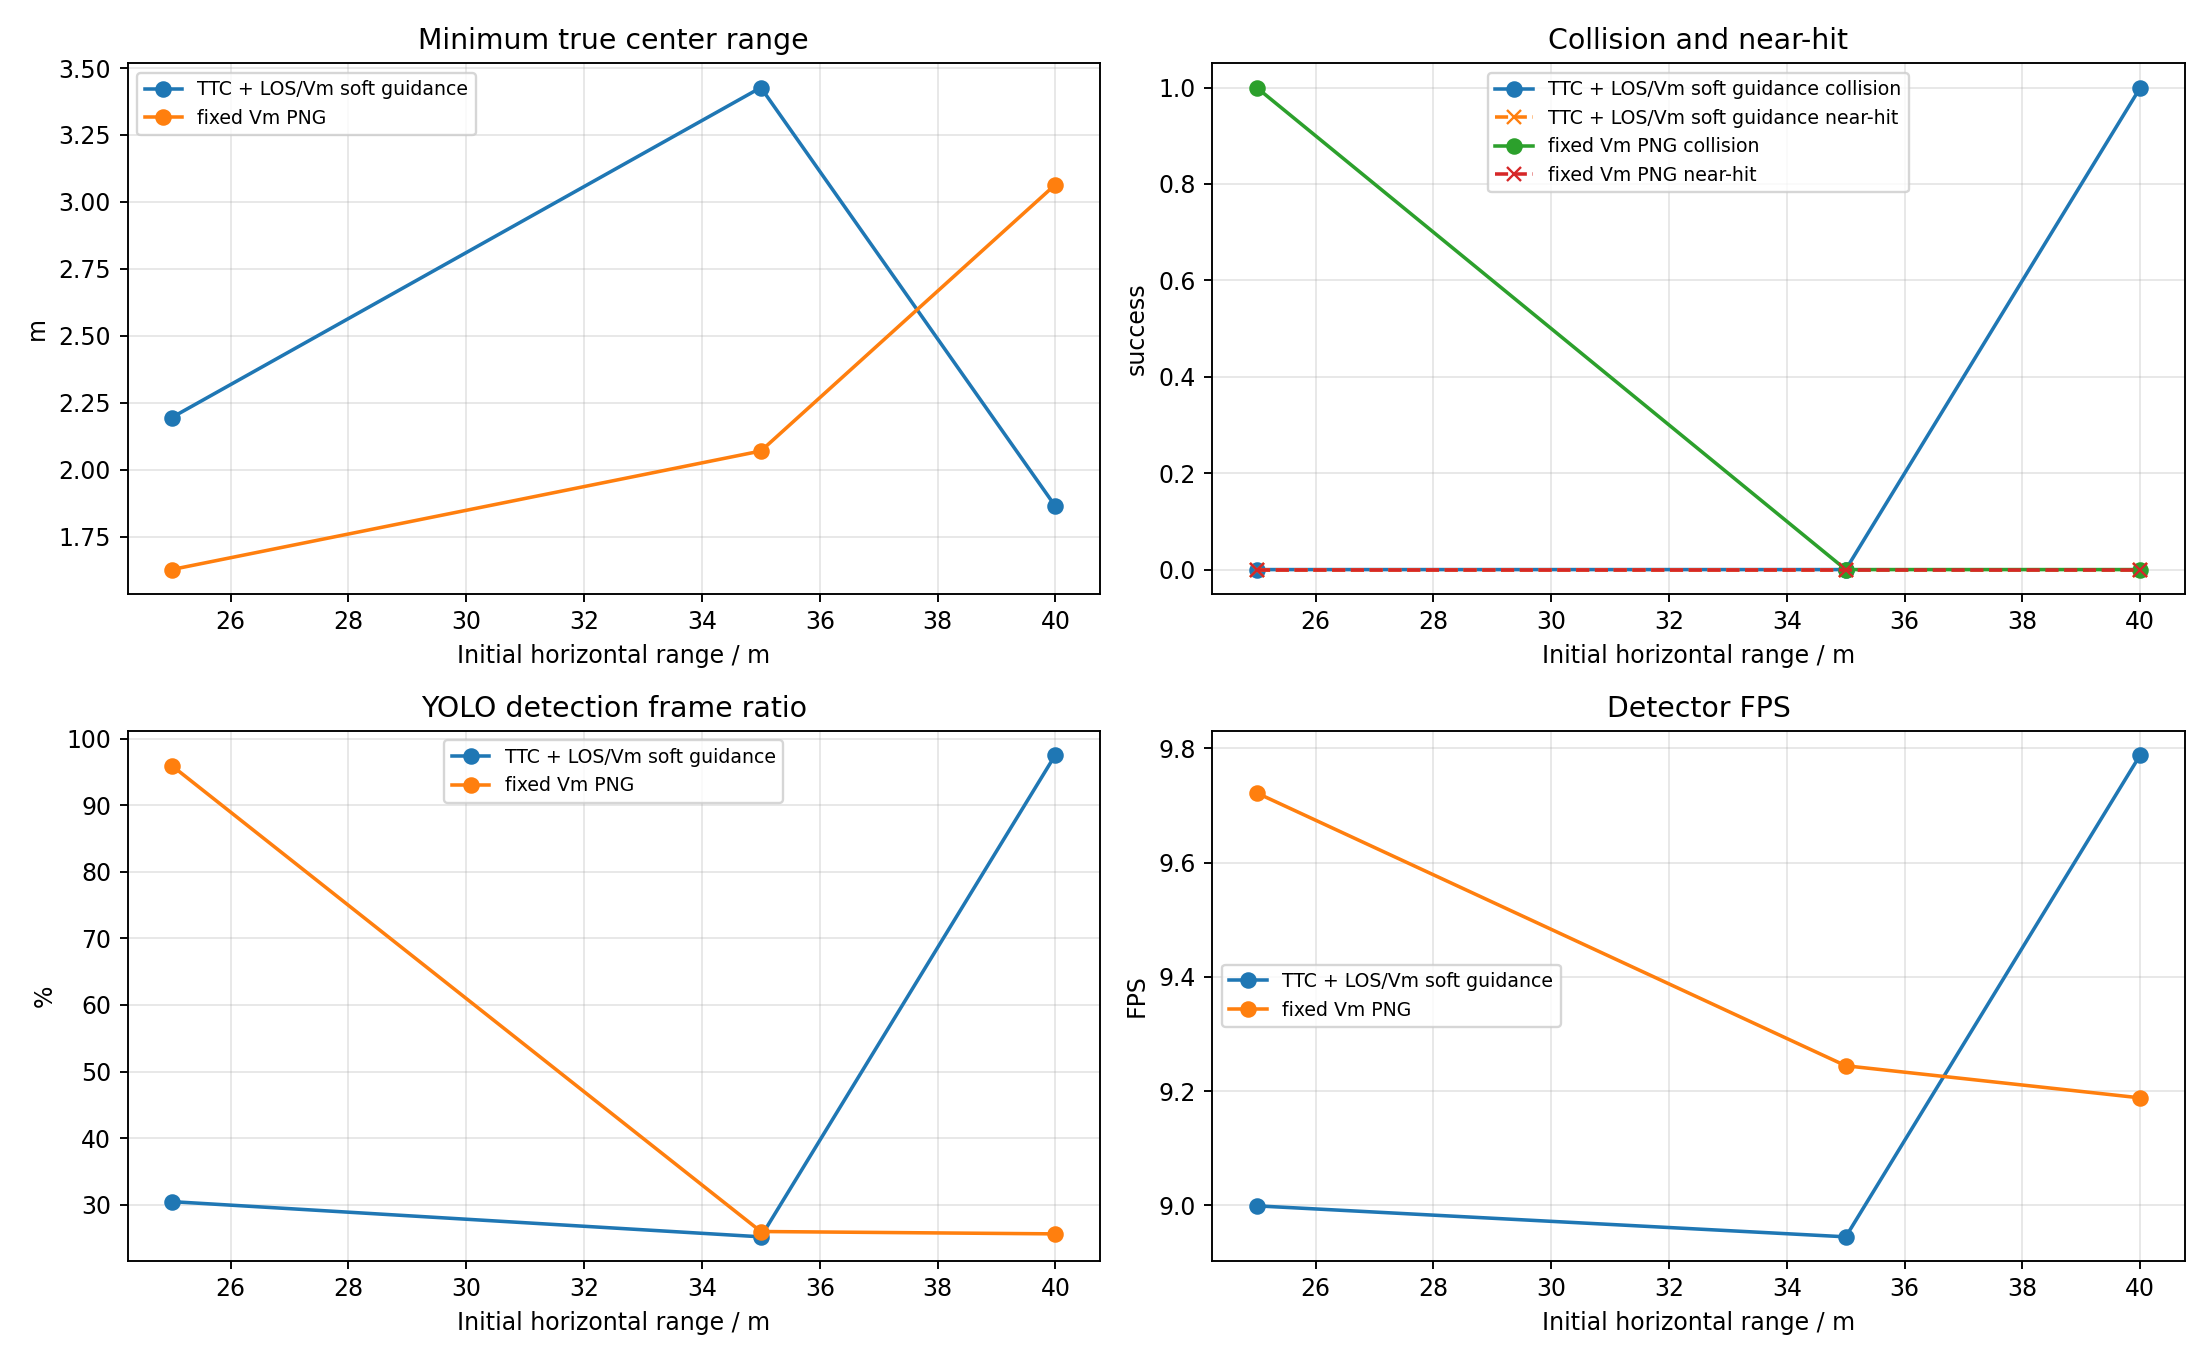 Minimum true center range
3.50
3.25
3.00
2.75
2.50
2.25
2.00
1.75
m
TTC + LOS/Vm soft guidance
fixed Vm PNG
26 28 30 32 34 36 38 40
Initial horizontal range / m
Collision and near-hit
1.0
0.8
0.6
0.4
0.2
0.0
success
TTC + LOS/Vm soft guidance collision
TTC + LOS/Vm soft guidance near-hit
fixed Vm PNG collision
fixed Vm PNG near-hit
26 28 30 32 34 36 38 40
Initial horizontal range / m
YOLO detection frame ratio
100
90
80
70
60
50
40
30
%
TTC + LOS/Vm soft guidance
fixed Vm PNG
26 28 30 32 34 36 38 40
Initial horizontal range / m
Detector FPS
9.8
9.6
9.4
9.2
9.0
FPS
TTC + LOS/Vm soft guidance
fixed Vm PNG
26 28 30 32 34 36 38 40
Initial horizontal range / m